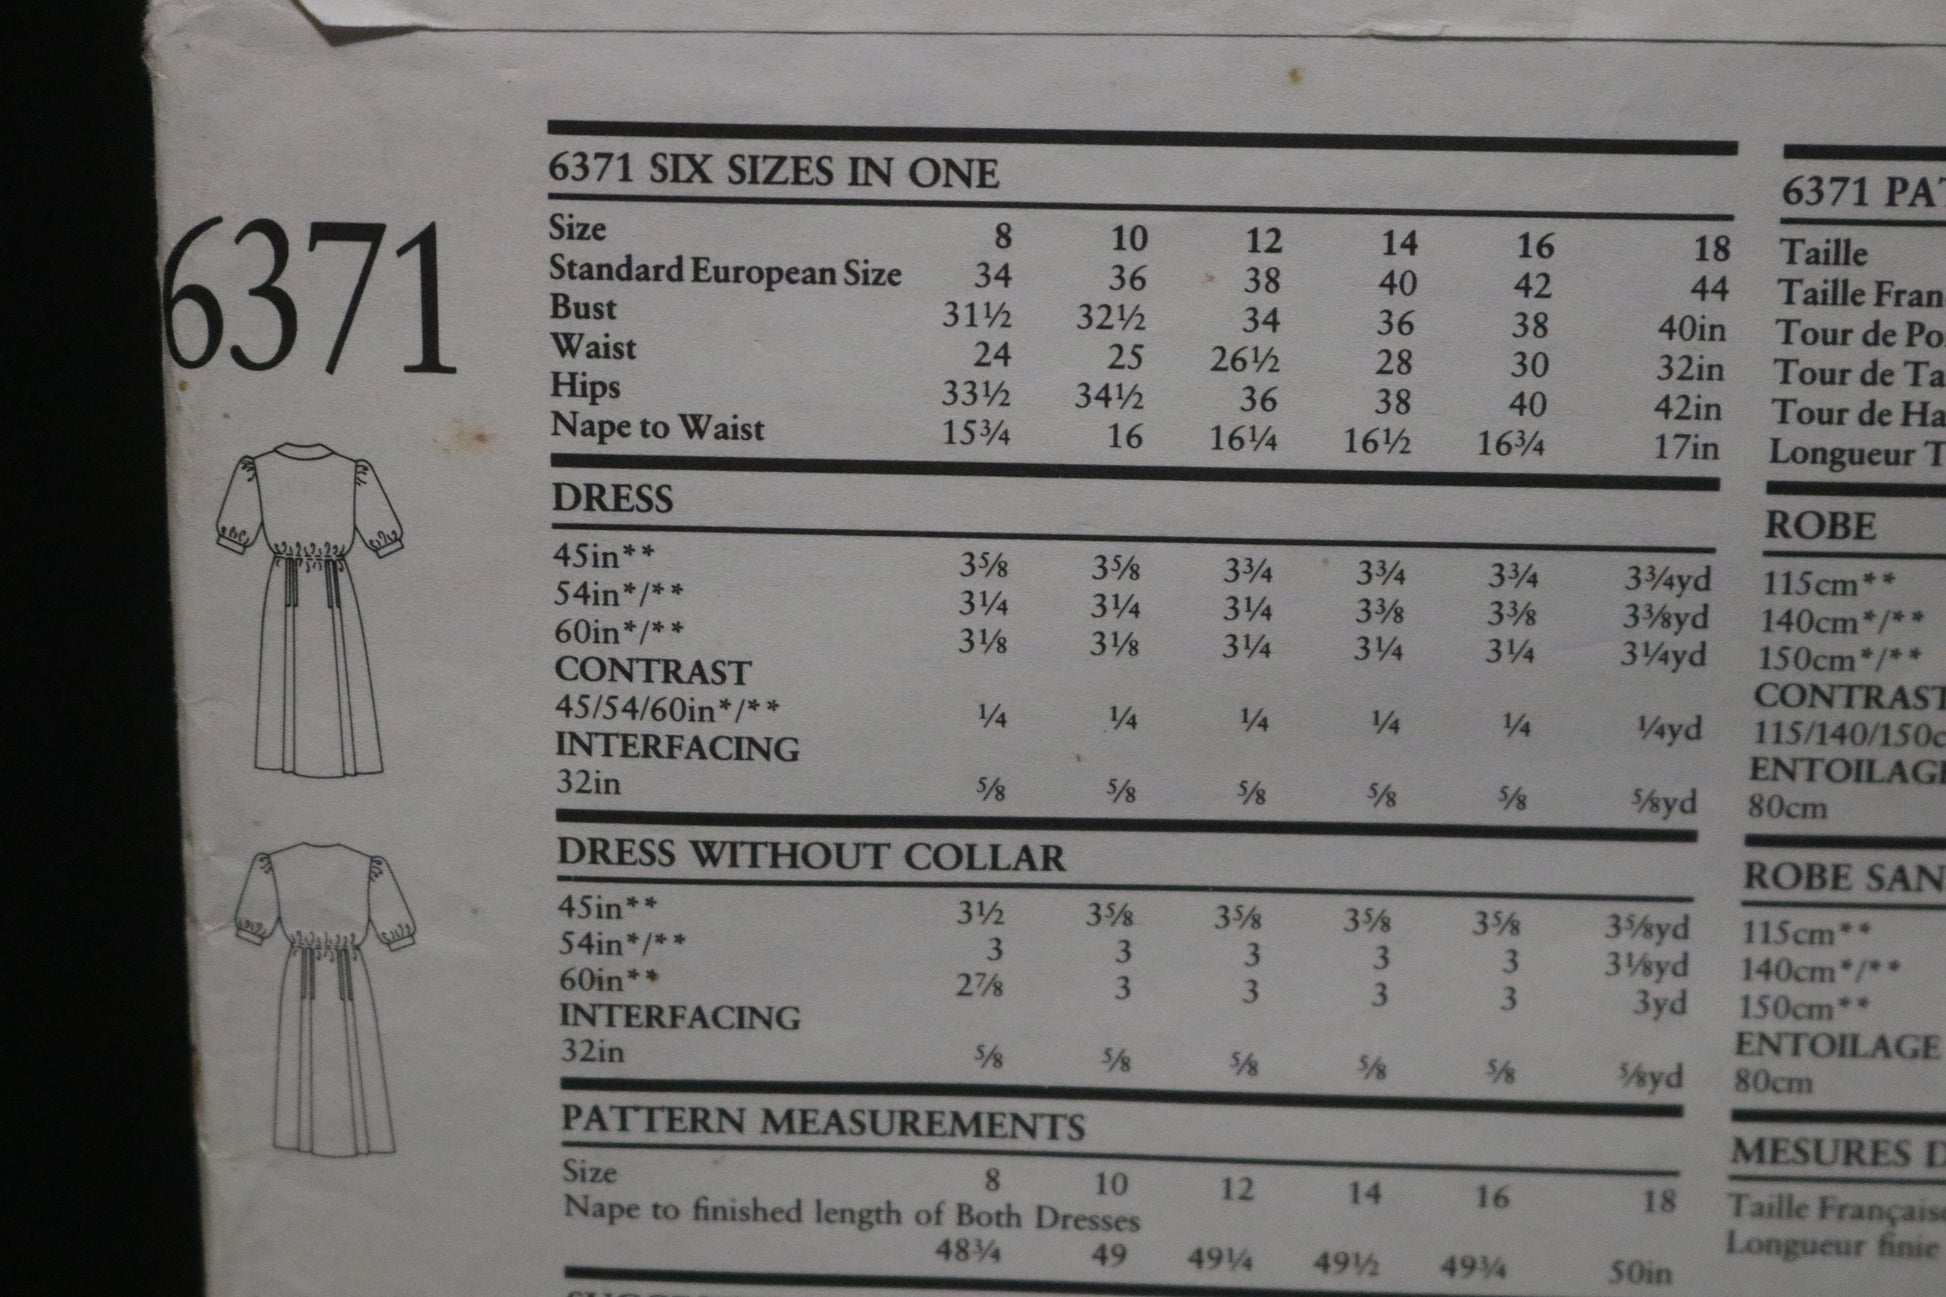 6371
6371 SIX SIZES IN ONE
Size 8 10 12 14 16 18
Standard European Size 34 36 38 40 42 44
Bust 31½ 32½ 34 36 38 40in
Waist 24 25 26½ 28 30 32in
Hips 33½ 34½ 36 38 40 42in
Nape to Waist 15¾ 16 16¼ 16½ 16¾ 17in
DRESS
45in** 3⅝ 3⅝ 3¾ 3¾ 3¾ 3¾yd
54in*/** 3¼ 3¼ 3¼ 3⅜ 3⅜ 3⅜yd
60in*/** 3⅛ 3⅛ 3¼ 3¼ 3¼ 3¼yd
CONTRAST
45/54/60in*/** ¼ ¼ ¼ ¼ ¼ ¼yd
INTERFACING
32in ⅝ ⅝ ⅝ ⅝ ⅝ ⅝yd
DRESS WITHOUT COLLAR
45in** 3½ 3⅝ 3⅝ 3⅝ 3⅝ 3⅝yd
54in*/** 3 3 3 3 3 3⅛yd
60in** 2⅞ 3 3 3 3 3yd
INTERFACING
32in ⅝ ⅝ ⅝ ⅝ ⅝ ⅝yd
PATTERN MEASUREMENTS
Size 8 10 12 14 16 18
Nape to finished length of Both Dresses
48¾ 49 49¼ 49½ 49¾ 50in
6371 PAT
Taille
Taille Fran
Tour de Po
Tour de Ta
Tour de Ha
Longueur T
ROBE
115cm**
140cm*/**
150cm*/**
CONTRAST
115/140/150c
ENTOILAGE
80cm
ROBE SAN
115cm**
140cm*/**
150cm**
ENTOILAGE
80cm
MESURES D
Taille Française
Longueur finie